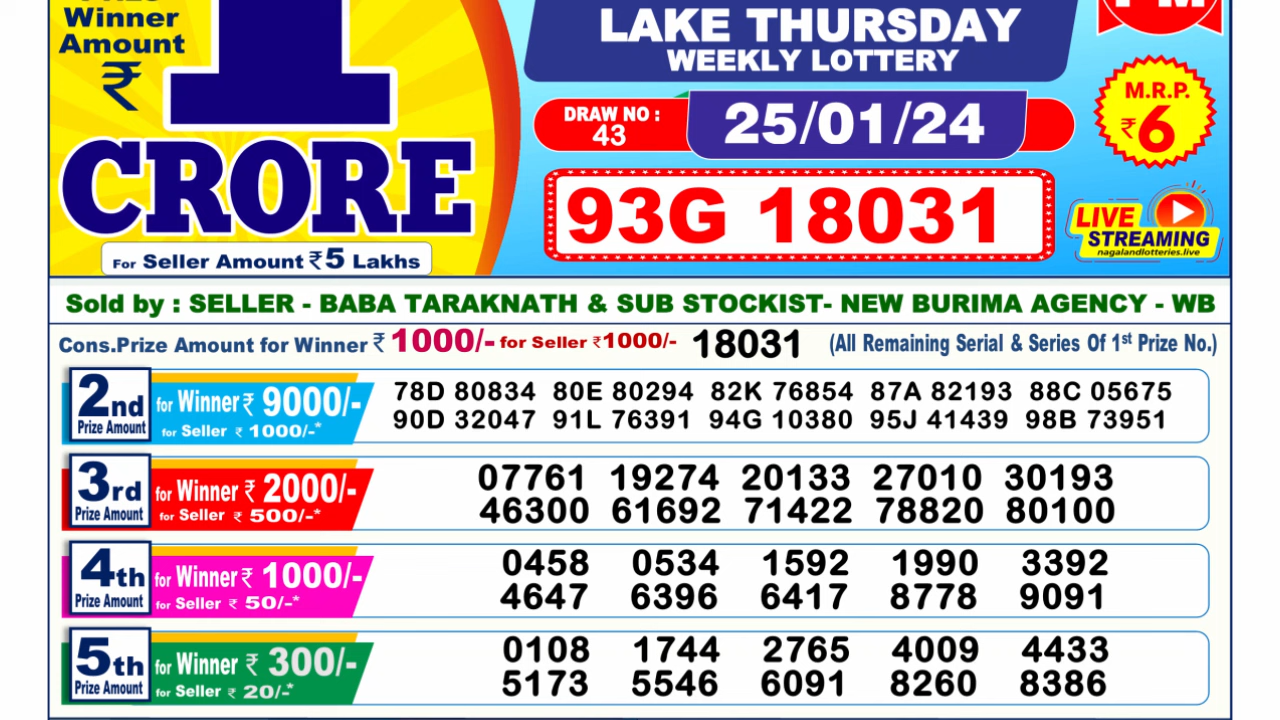 Winner
Amount
₹
1
CRORE
For Seller Amount ₹5 Lakhs
LAKE THURSDAY
WEEKLY LOTTERY
DRAW NO :
43
25/01/24
M.R.P.
₹6
93G 18031
LIVE
STREAMING
nagalandlotteries.live
Sold by : SELLER - BABA TARAKNATH & SUB STOCKIST- NEW BURIMA AGENCY - WB
Cons.Prize Amount for Winner ₹ 1000/- for Seller ₹1000/- 18031 (All Remaining Serial & Series Of 1st Prize No.)
2nd
Prize Amount
for Winner ₹ 9000/-
for Seller ₹ 1000/-*
78D 80834 80E 80294 82K 76854 87A 82193 88C 05675
90D 32047 91L 76391 94G 10380 95J 41439 98B 73951
3rd
Prize Amount
for Winner ₹ 2000/-
for Seller ₹ 500/-*
07761 19274 20133 27010 30193
46300 61692 71422 78820 80100
4th
Prize Amount
for Winner ₹ 1000/-
for Seller ₹ 50/-*
0458 0534 1592 1990 3392
4647 6396 6417 8778 9091
5th
Prize Amount
for Winner ₹ 300/-
for Seller ₹ 20/-*
0108 1744 2765 4009 4433
5173 5546 6091 8260 8386